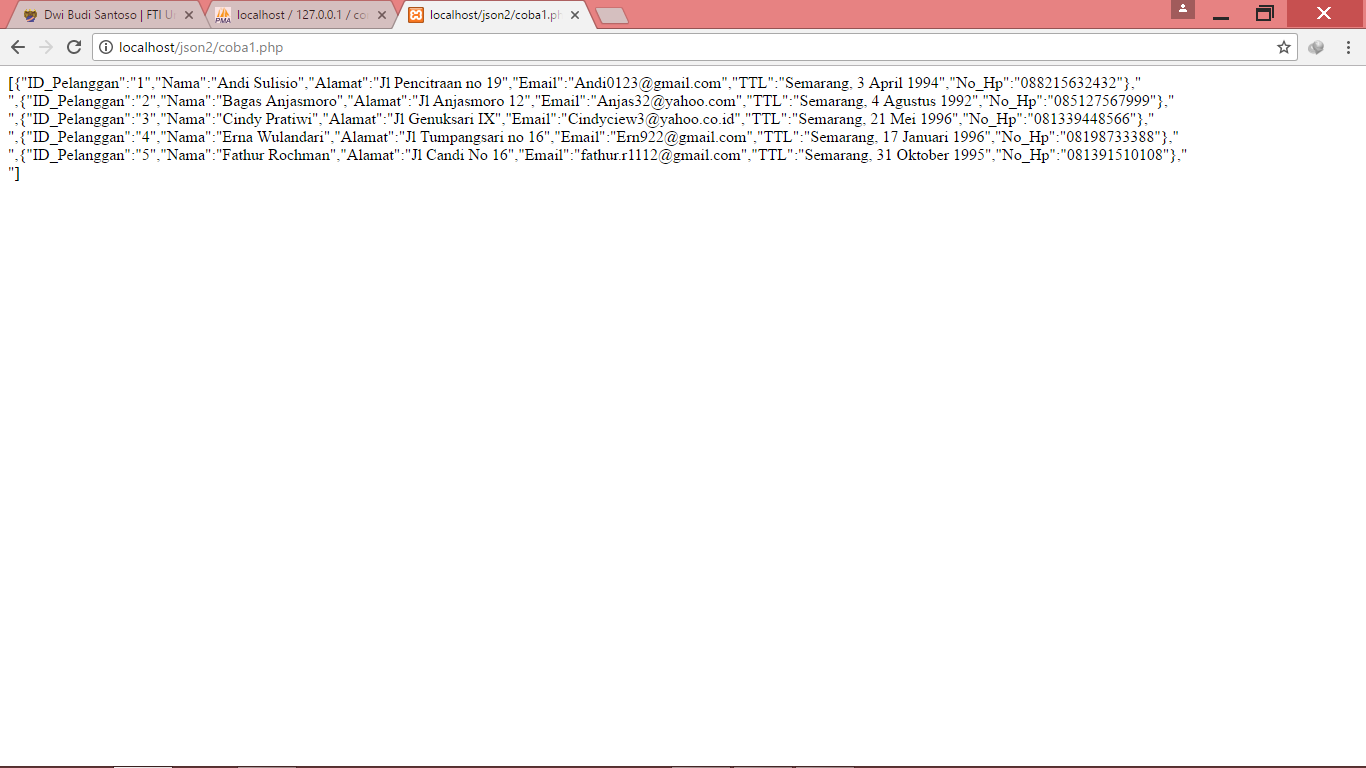 Dwi Budi Santoso | FTI U
localhost / 127.0.0.1 / co
localhost/json2/coba1.ph
localhost/json2/coba1.php
[{"ID_Pelanggan":"1","Nama":"Andi Sulisio","Alamat":"Jl Pencitraan no 19","Email":"Andi0123@gmail.com","TTL":"Semarang, 3 April 1994","No_Hp":"088215632432"},"
",{"ID_Pelanggan":"2","Nama":"Bagas Anjasmoro","Alamat":"Jl Anjasmoro 12","Email":"Anjas32@yahoo.com","TTL":"Semarang, 4 Agustus 1992","No_Hp":"085127567999"},"
",{"ID_Pelanggan":"3","Nama":"Cindy Pratiwi","Alamat":"Jl Genuksari IX","Email":"Cindyciew3@yahoo.co.id","TTL":"Semarang, 21 Mei 1996","No_Hp":"081339448566"},"
",{"ID_Pelanggan":"4","Nama":"Erna Wulandari","Alamat":"Jl Tumpangsari no 16","Email":"Ern922@gmail.com","TTL":"Semarang, 17 Januari 1996","No_Hp":"08198733388"},"
",{"ID_Pelanggan":"5","Nama":"Fathur Rochman","Alamat":"Jl Candi No 16","Email":"fathur.r1112@gmail.com","TTL":"Semarang, 31 Oktober 1995","No_Hp":"081391510108"},"
"]